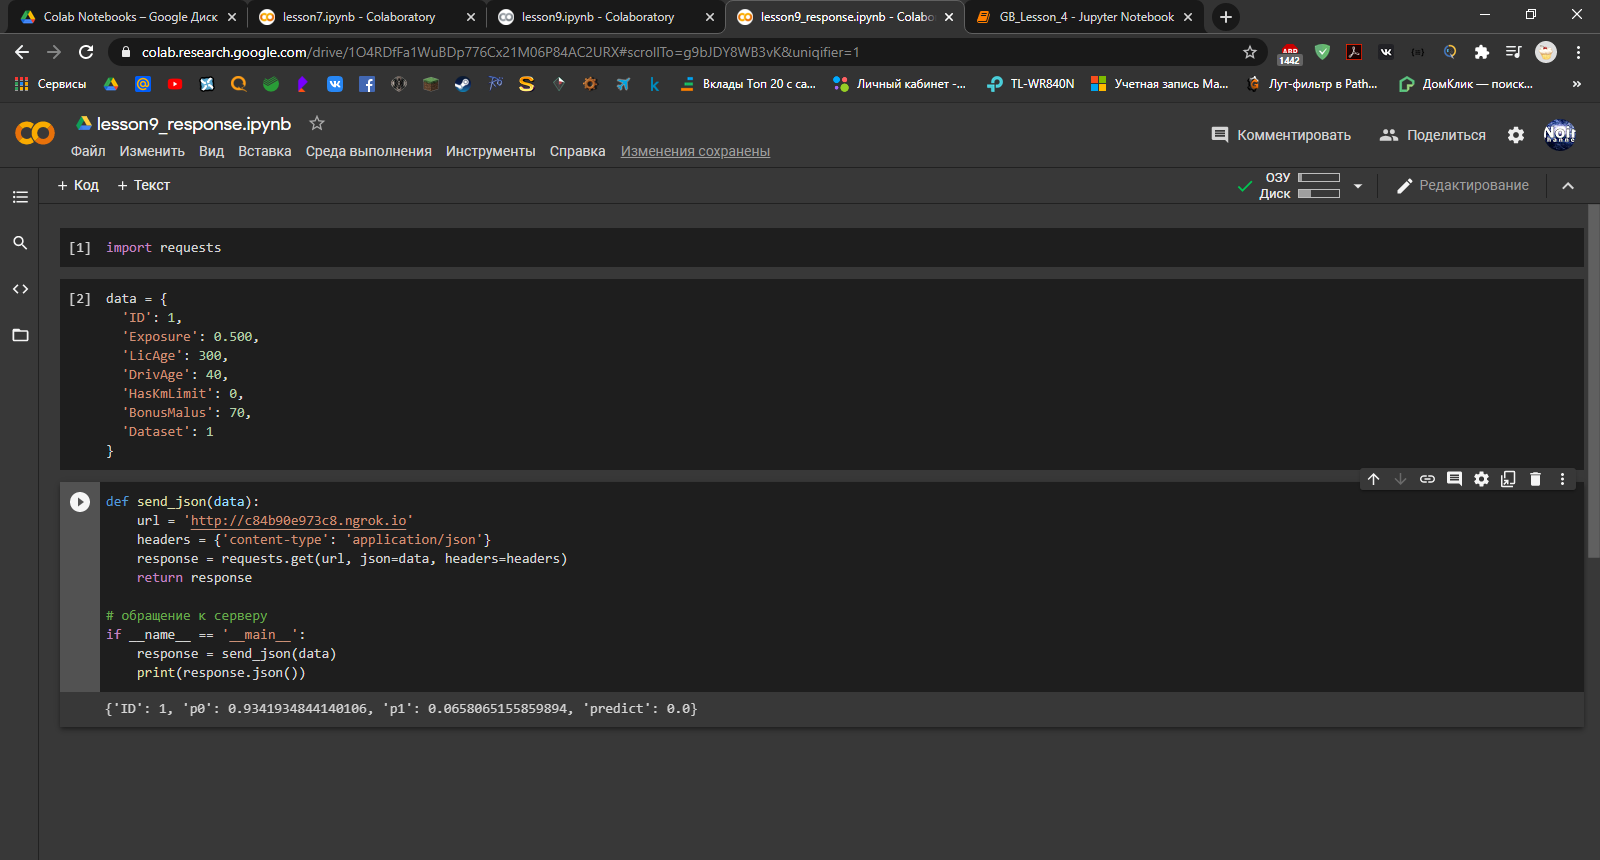 Colab Notebooks – Google Диск
lesson7.ipynb - Colaboratory
lesson9.ipynb - Colaboratory
lesson9_response.ipynb - Colabo
GB_Lesson_4 - Jupyter Notebook
colab.research.google.com/drive/1O4RDfFa1WuBDp776Cx21M06P84AC2URX#scrollTo=g9bJDY8WB3vK&uniqifier=1
ABP
1442
Сервисы
Вклады Топ 20 с са...
Личный кабинет -...
TL-WR840N
Учетная запись Ma...
Лут-фильтр в Path...
ДомКлик — поиск...
»
lesson9_response.ipynb
Комментировать
Поделиться
Noir
Файл Изменить Вид Вставка Среда выполнения Инструменты Справка Изменения сохранены
+ Код + Текст
ОЗУ
Диск
Редактирование
[1] import requests
[2] data = {
'ID': 1,
'Exposure': 0.500,
'LicAge': 300,
'DrivAge': 40,
'HasKmLimit': 0,
'BonusMalus': 70,
'Dataset': 1
}
def send_json(data):
url = 'http://c84b90e973c8.ngrok.io'
headers = {'content-type': 'application/json'}
response = requests.get(url, json=data, headers=headers)
return response
# обращение к серверу
if __name__ == '__main__':
response = send_json(data)
print(response.json())
{'ID': 1, 'p0': 0.9341934844140106, 'p1': 0.0658065155859894, 'predict': 0.0}